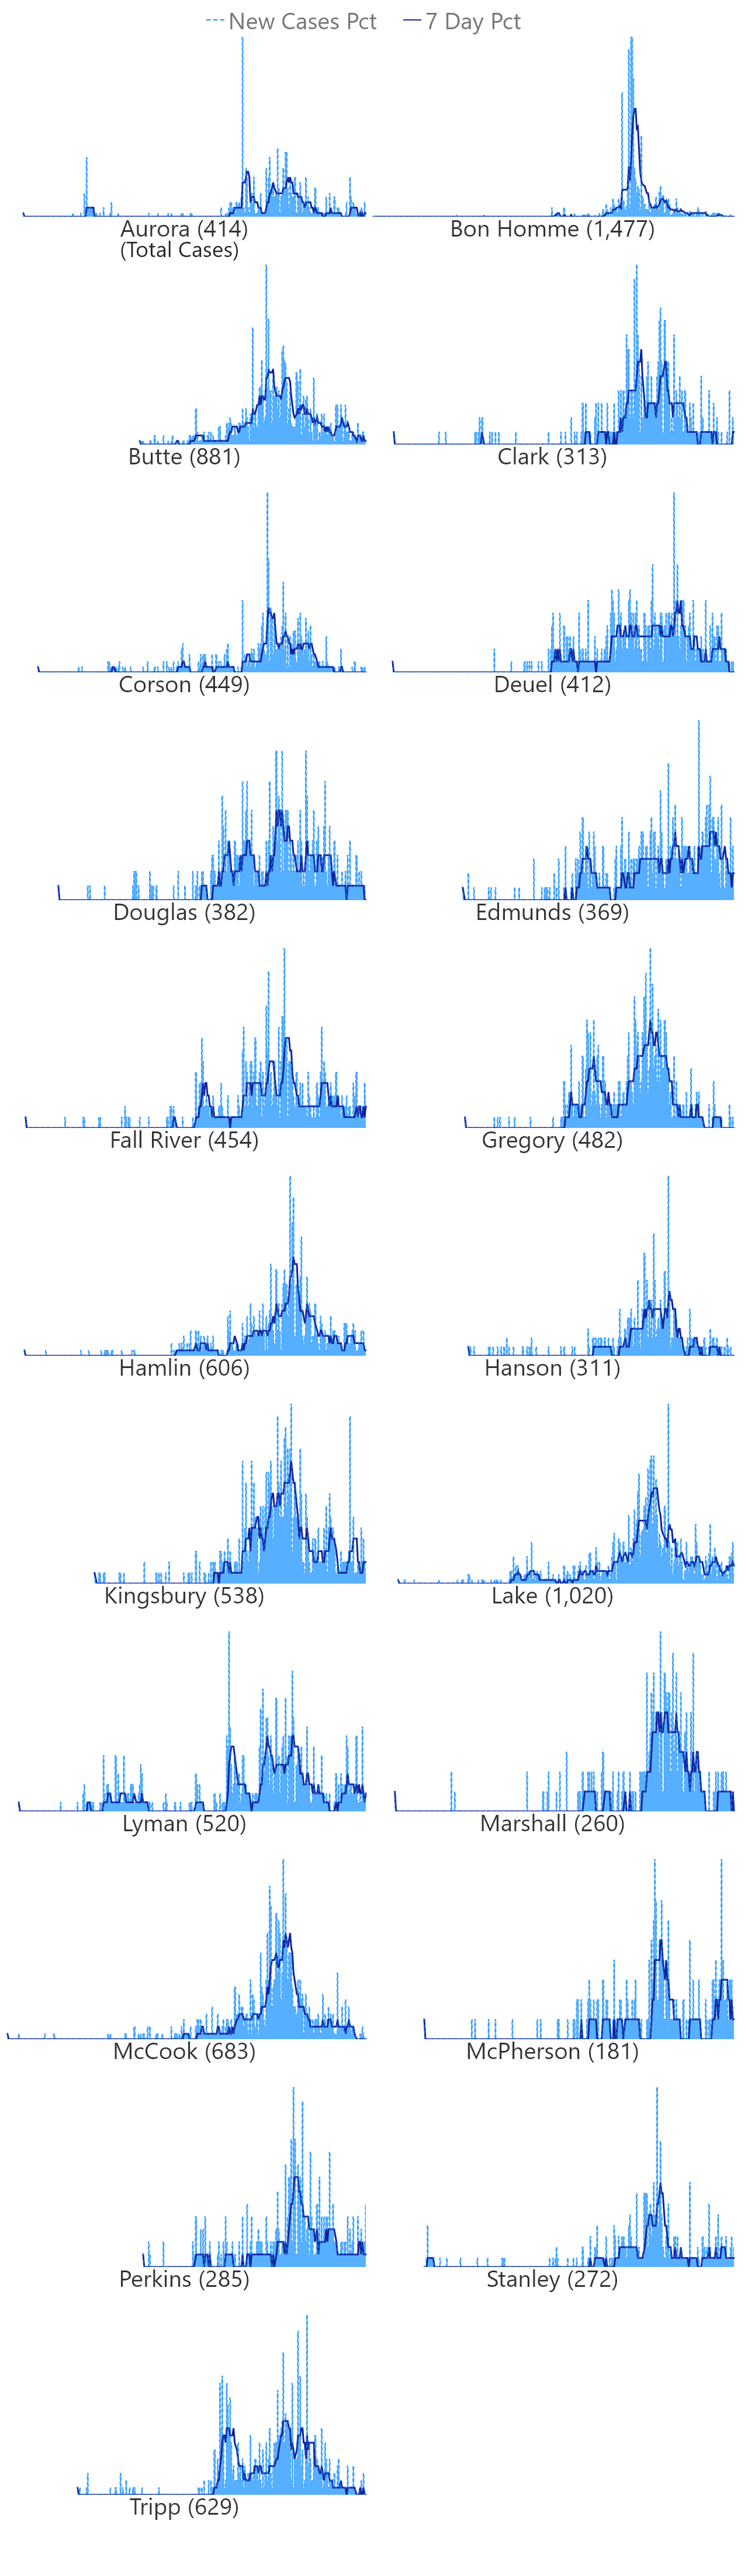 New Cases Pct 7 Day Pct
Aurora (414) Bon Homme (1,477)
(Total Cases)
Butte (881) Clark (313)
Corson (449) Deuel (412)
Douglas (382) Edmunds (369)
Fall River (454) Gregory (482)
Hamlin (606) Hanson (311)
Kingsbury (538) Lake (1,020)
Lyman (520) Marshall (260)
McCook (683) McPherson (181)
Perkins (285) Stanley (272)
Tripp (629)